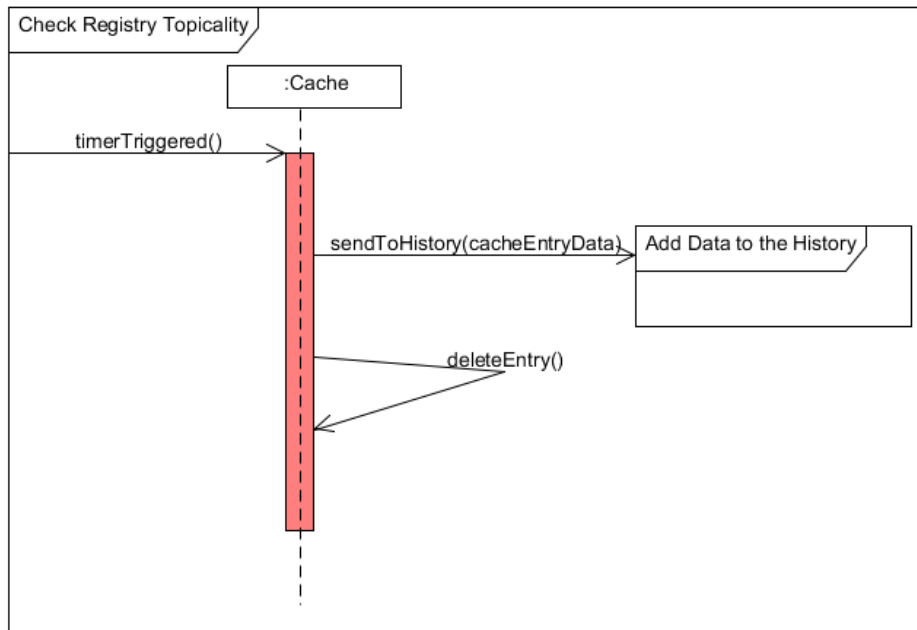 Check Registry Topicality
:Cache
timerTriggered()
sendToHistory(cacheEntryData)
Add Data to the History
deleteEntry()